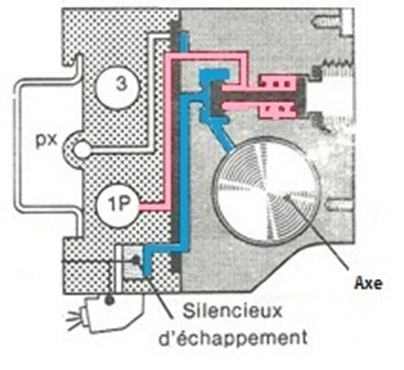 3
px
1P
Axe
Silencieux
d'échappement